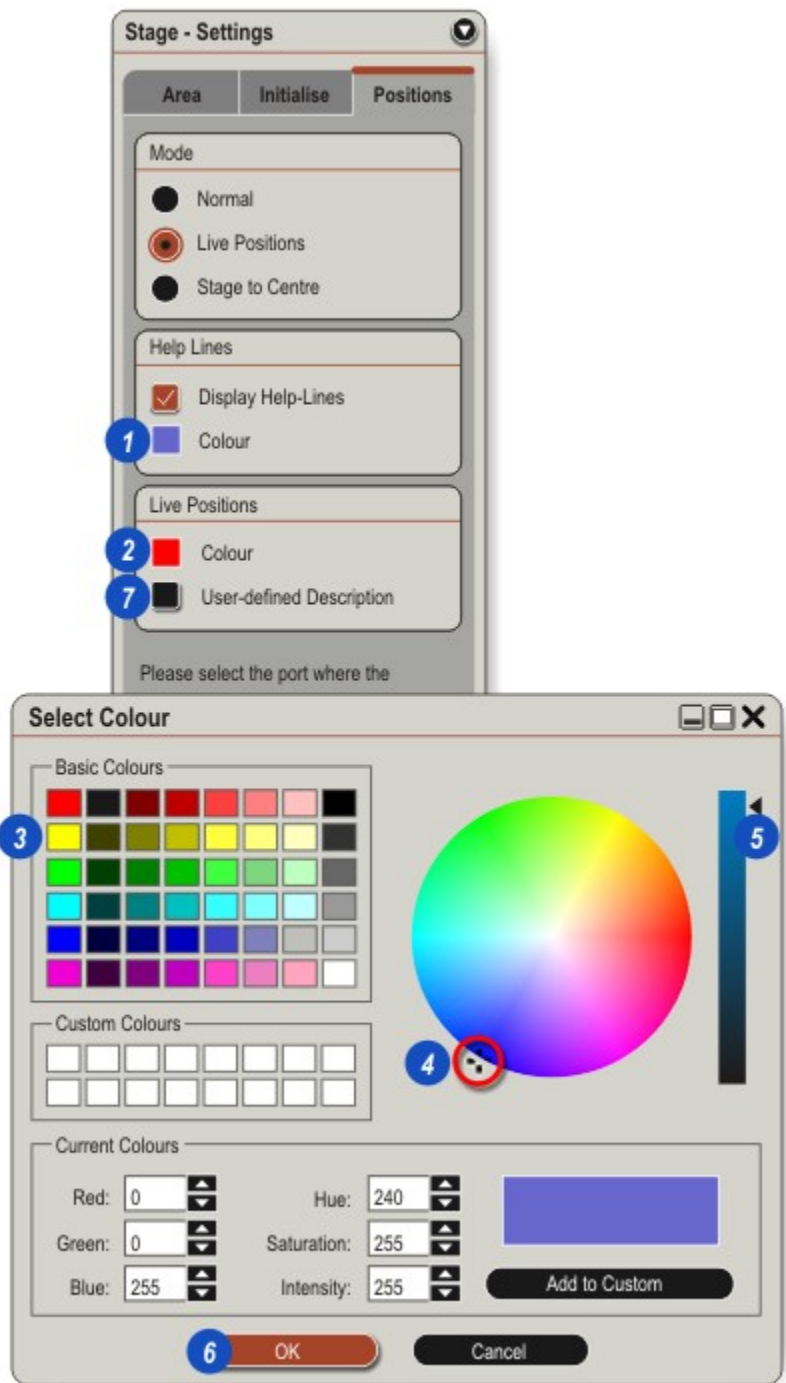 Stage - Settings
Area Initialise Positions
Mode
Normal
Live Positions
Stage to Centre
Help Lines
Display Help-Lines
1 Colour
Live Positions
2 Colour
7 User-defined Description
Please select the port where the
Select Colour
Basic Colours
3
5
Custom Colours
4
Current Colours
Red: 0 Hue: 240
Green: 0 Saturation: 255
Blue: 255 Intensity: 255 Add to Custom
6 OK Cancel